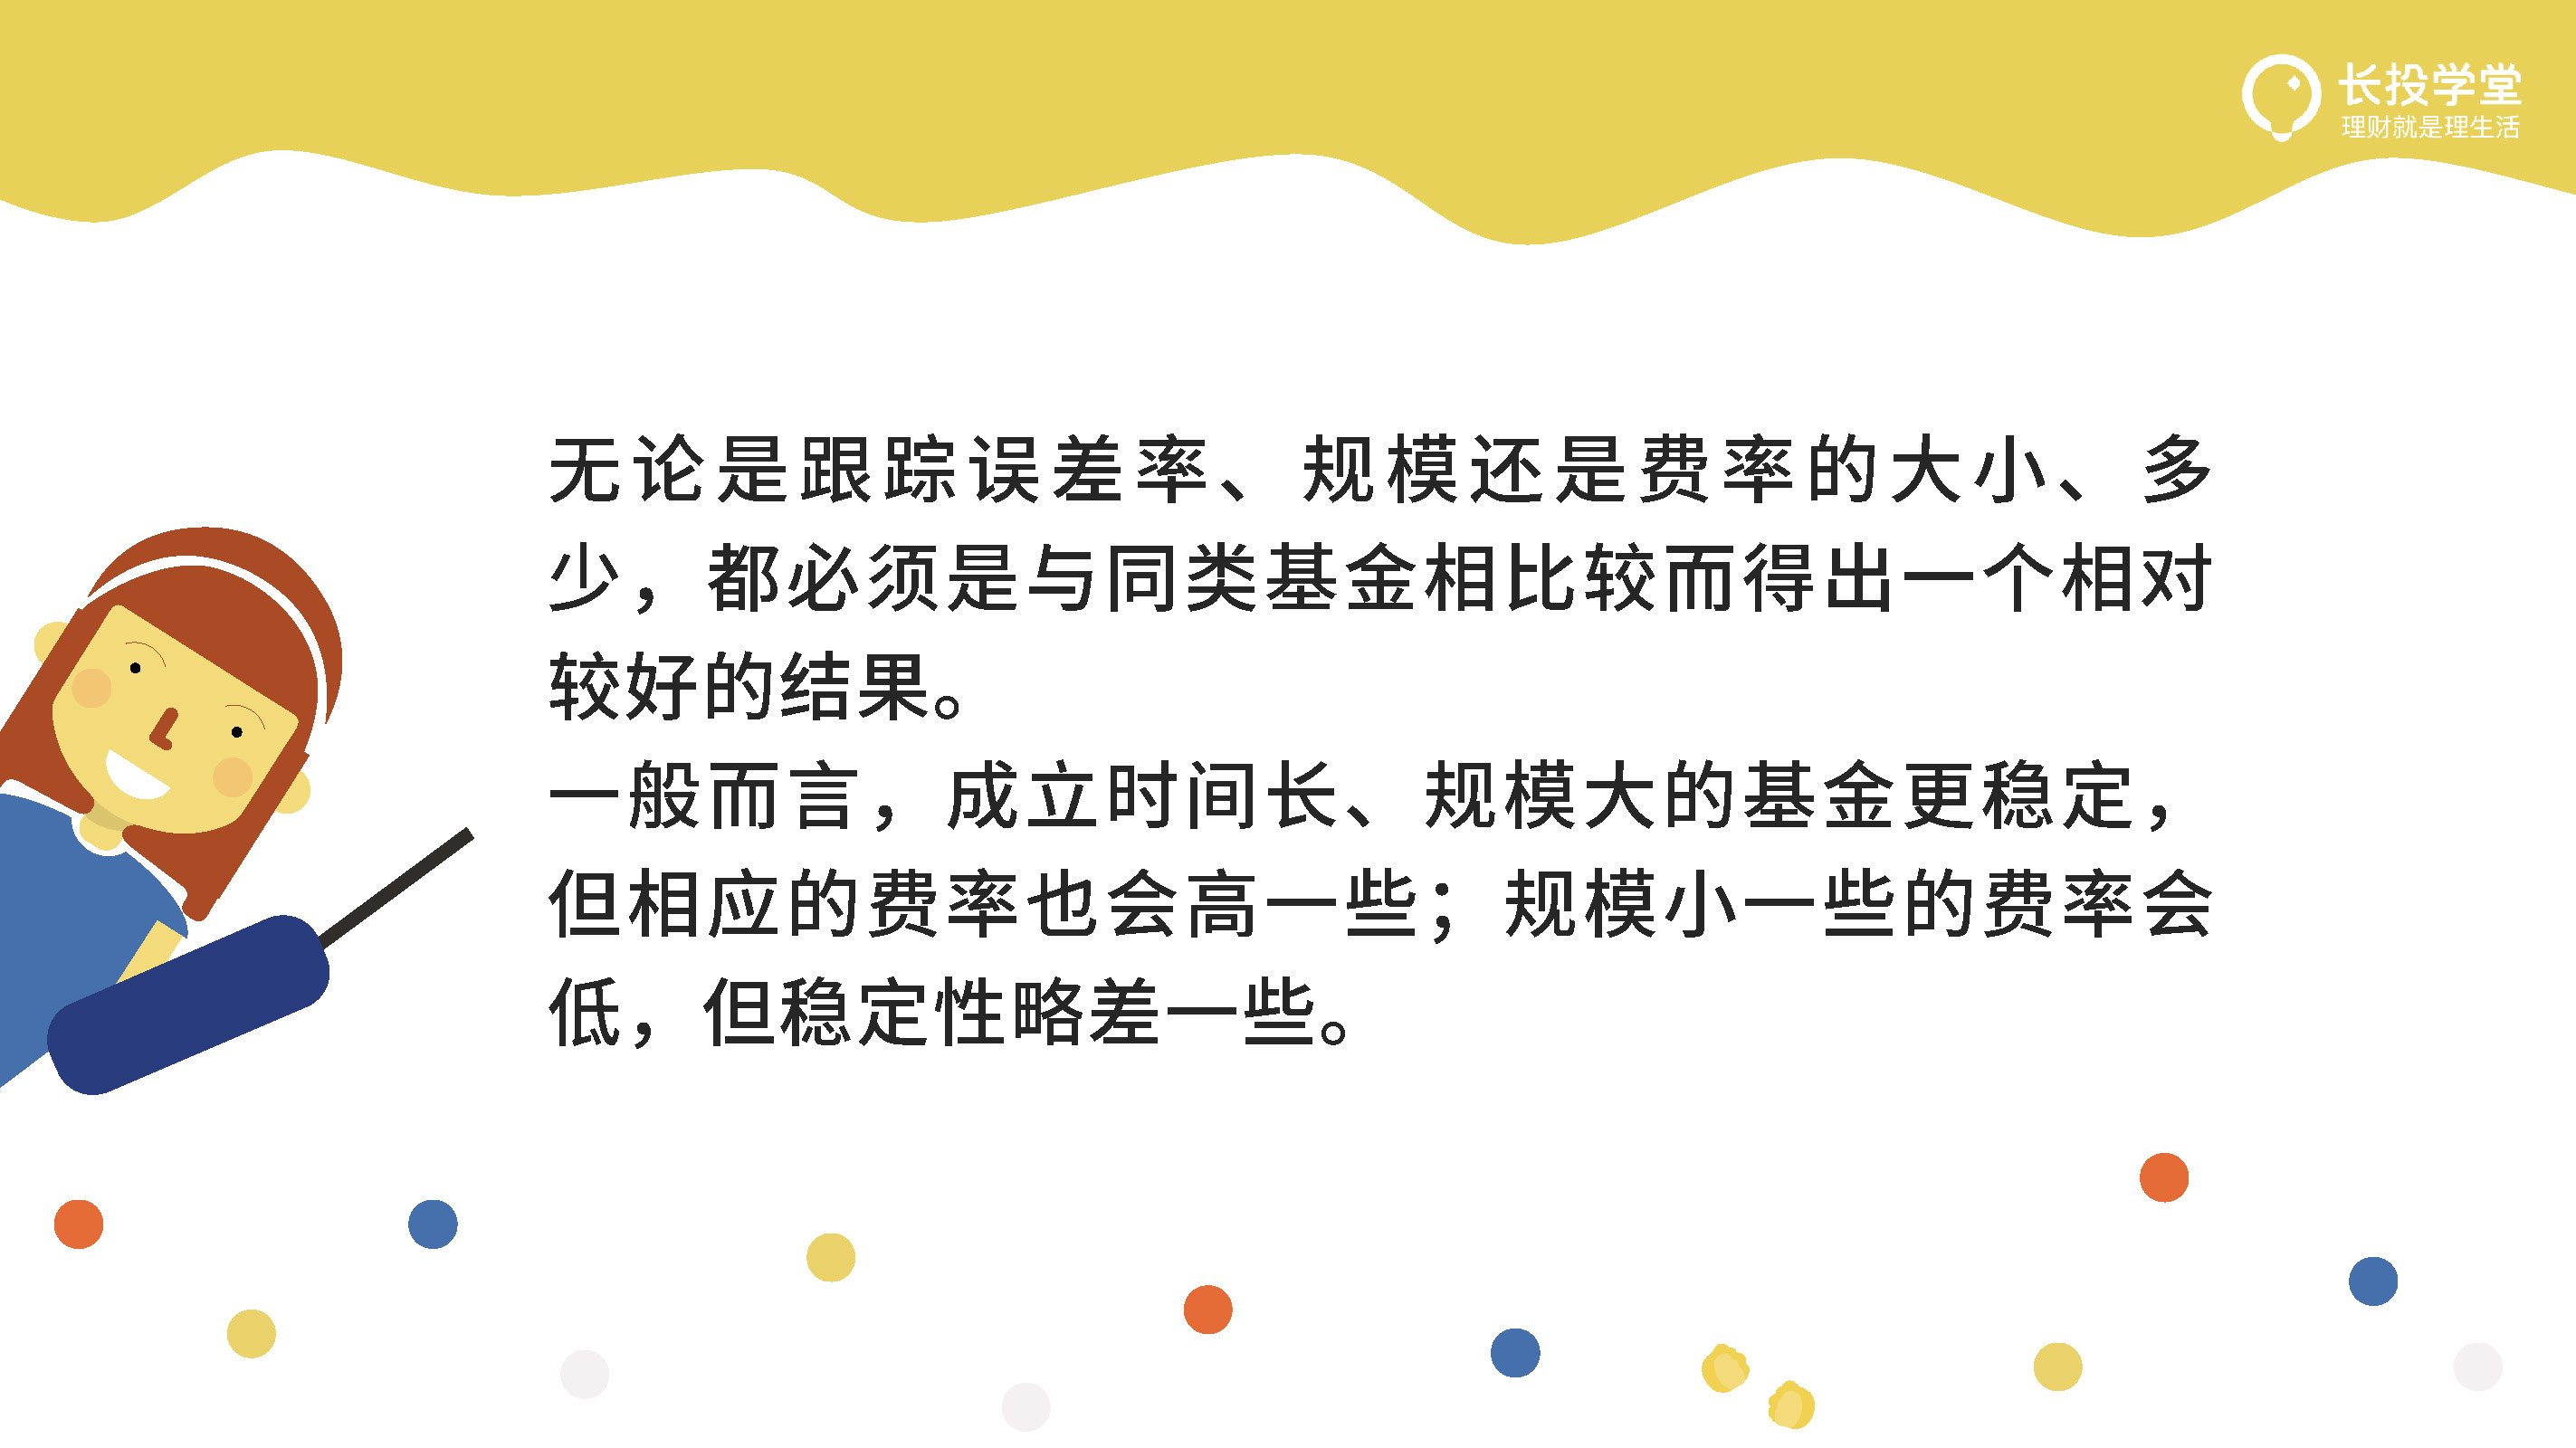 长投学堂
理财就是理生活
无论是跟踪误差率、规模还是费率的大小、多
少，都必须是与同类基金相比较而得出一个相对
较好的结果。
一般而言，成立时间长、规模大的基金更稳定，
但相应的费率也会高一些；规模小一些的费率会
低，但稳定性略差一些。